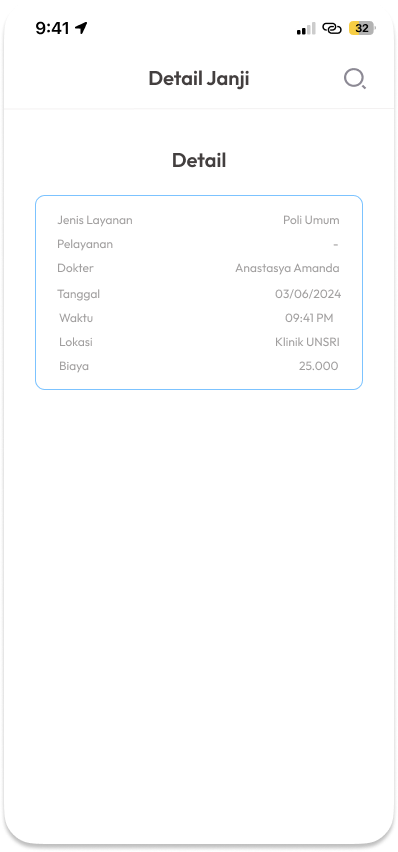 9:41 32
Detail Janji
Detail
Jenis Layanan Poli Umum
Pelayanan -
Dokter Anastasya Amanda
Tanggal 03/06/2024
Waktu 09:41 PM
Lokasi Klinik UNSRI
Biaya 25.000